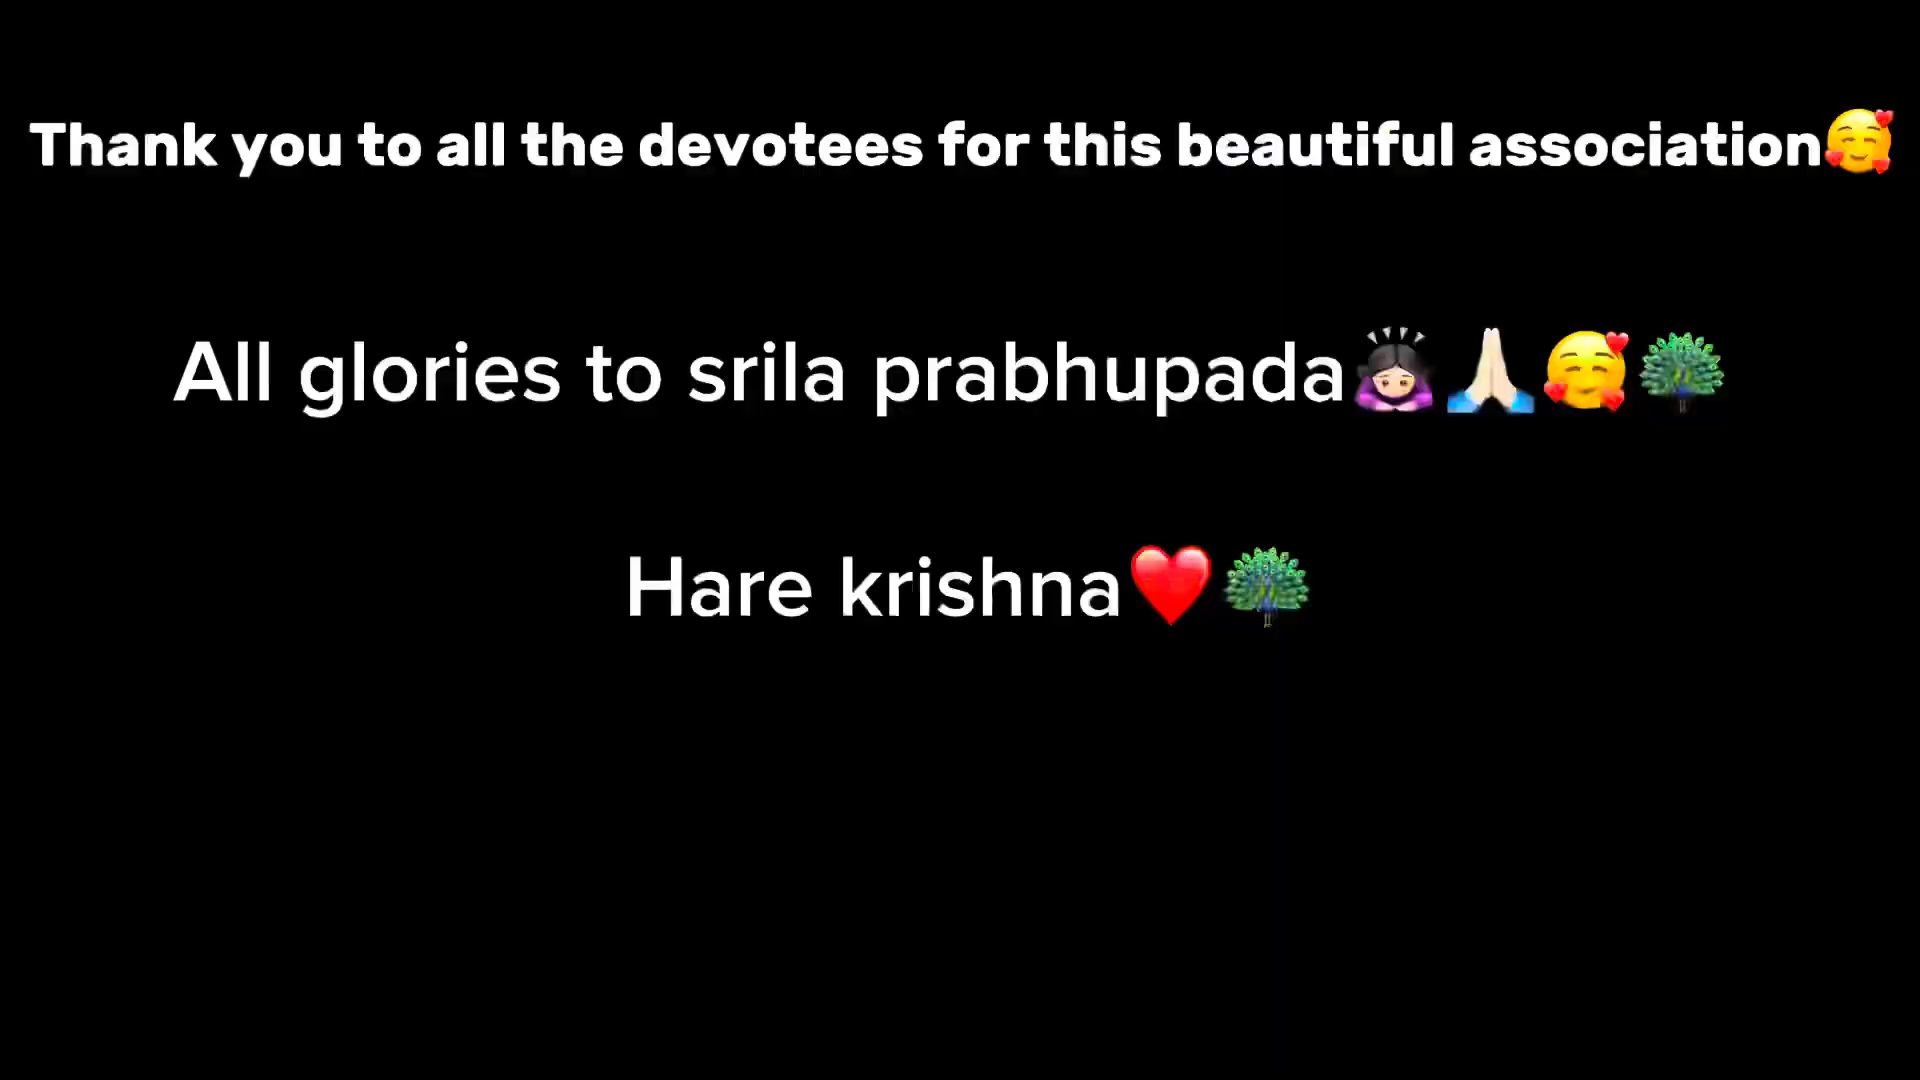 Thank you to all the devotees for this beautiful association🥰
All glories to srila prabhupada🙇🏻‍♀️🙏🏻🥰🦚
Hare krishna❤️🦚